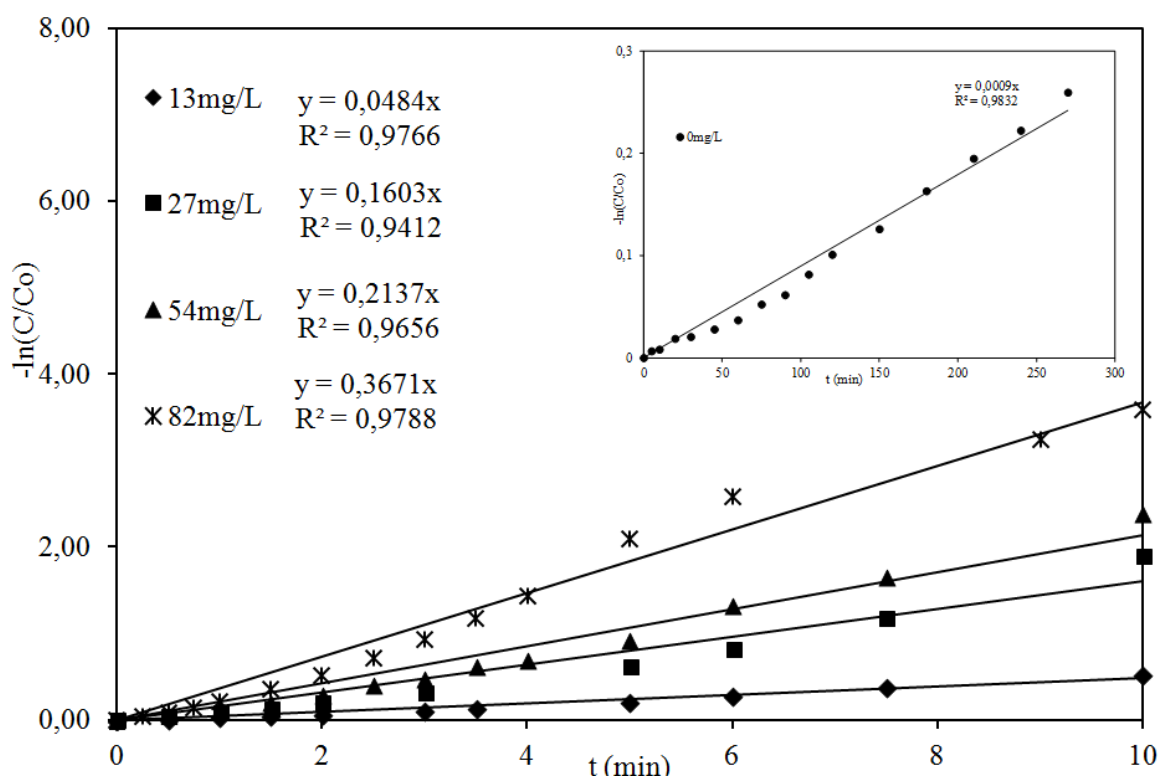 8,00
6,00
4,00
2,00
0,00
-ln(C/Co)
13mg/L
y = 0,0484x
R² = 0,9766
27mg/L
y = 0,1603x
R² = 0,9412
54mg/L
y = 0,2137x
R² = 0,9656
82mg/L
y = 0,3671x
R² = 0,9788
0 2 4 6 8 10
t (min)
0,3
0,2
0,1
0
-ln(C/Co)
0mg/L
y = 0,0009x
R² = 0,9832
0 50 100 150 200 250 300
t (min)